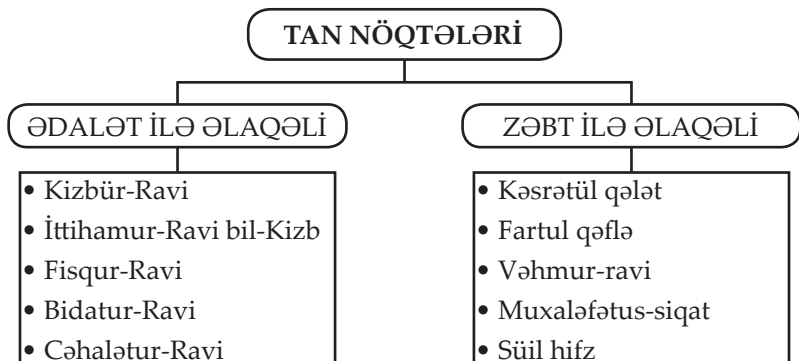 TAN NÖQTƏLƏRİ
ƏDALƏT İLƏ ƏLAQƏLİ
• Kizbür-Ravi
• İttihamur-Ravi bil-Kizb
• Fisqur-Ravi
• Bidatur-Ravi
• Cəhalətur-Ravi
ZƏBT İLƏ ƏLAQƏLİ
• Kəsrətül qələt
• Fartul qəflə
• Vəhmur-ravi
• Muxaləfətus-siqat
• Süil hifz